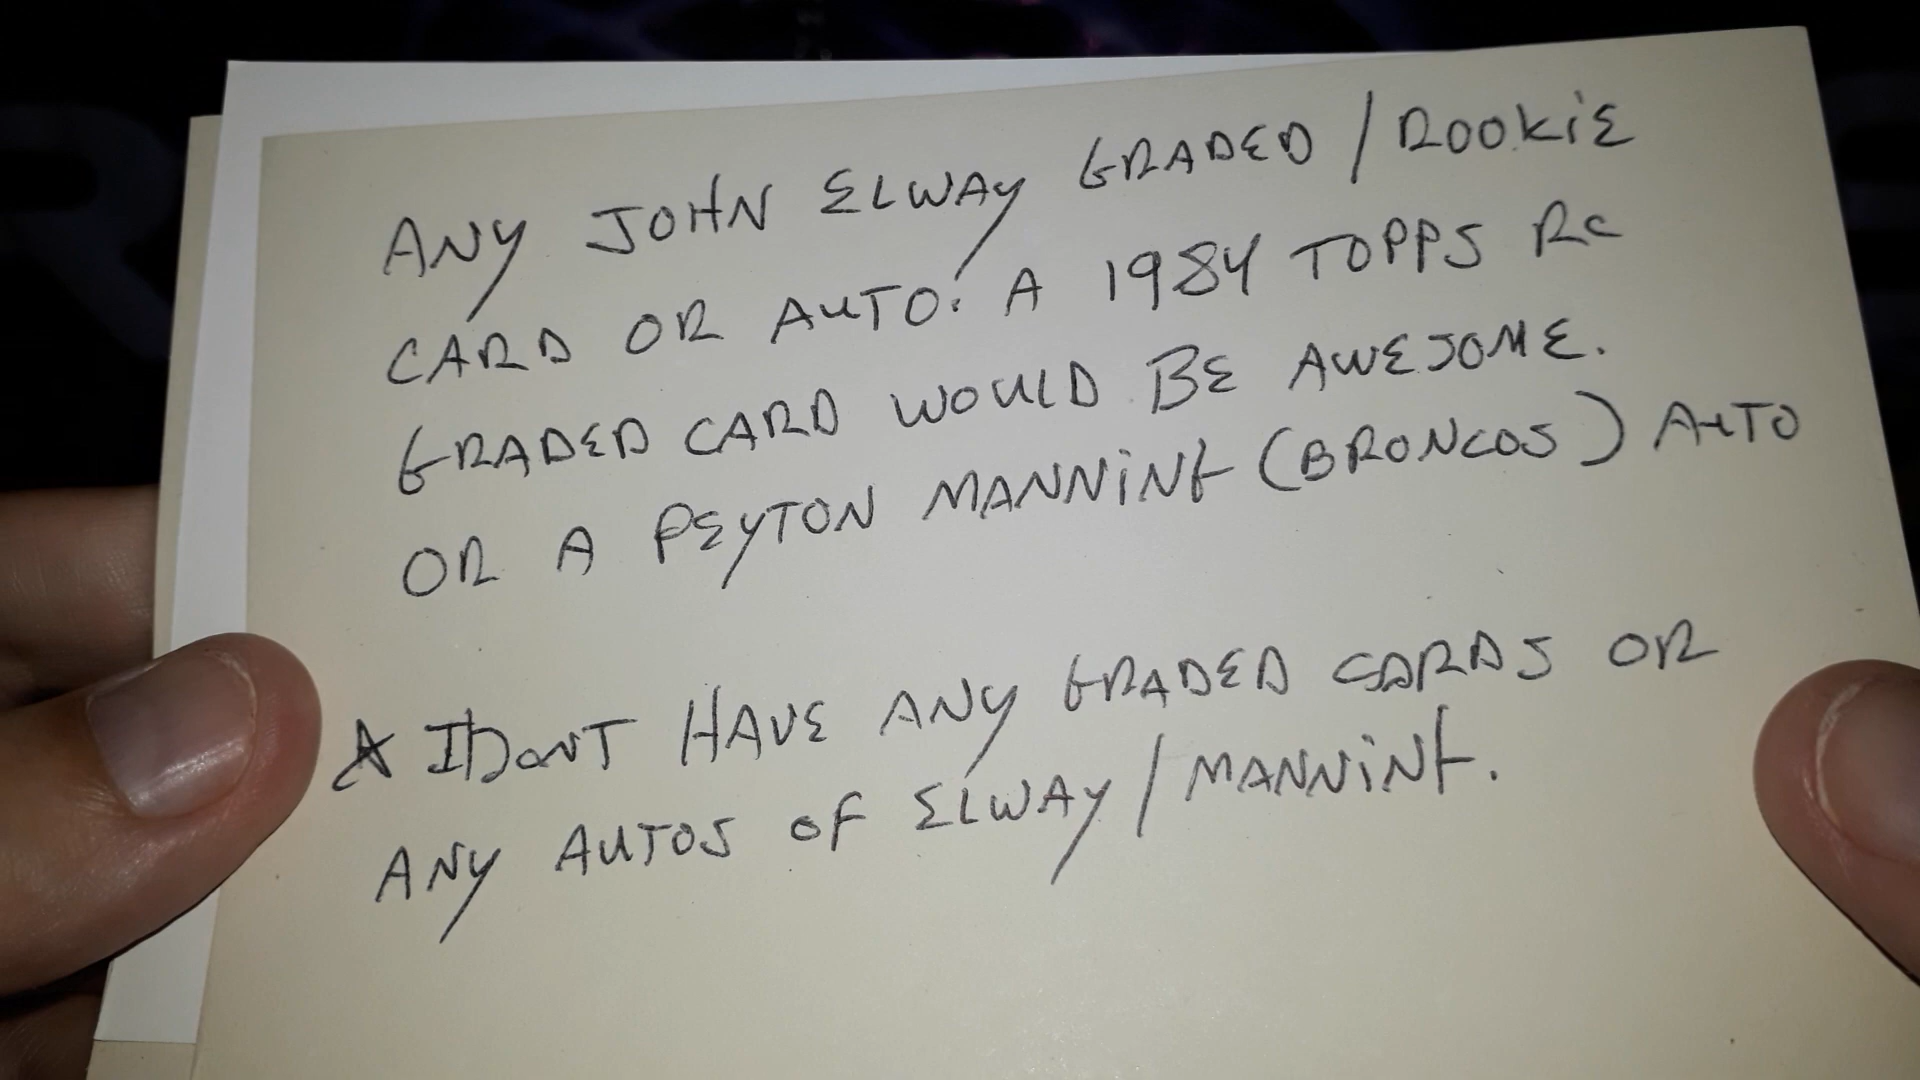 ANY JOHN ELWAY GRADED / ROOKIE
CARD OR AUTO. A 1984 TOPPS RC
GRADED CARD WOULD BE AWESOME.
OR A PEYTON MANNING (BRONCOS) AUTO
★ I DONT HAVE ANY GRADED CARDS OR
ANY AUTOS OF ELWAY / MANNING.